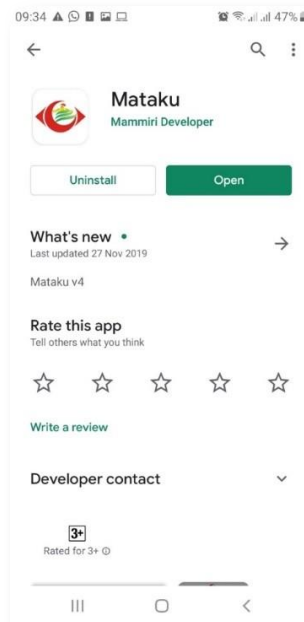 09:34
47%
Mataku
Mammiri Developer
Uninstall
Open
What's new
Last updated 27 Nov 2019
Mataku v4
Rate this app
Tell others what you think
Write a review
Developer contact
3+
Rated for 3+